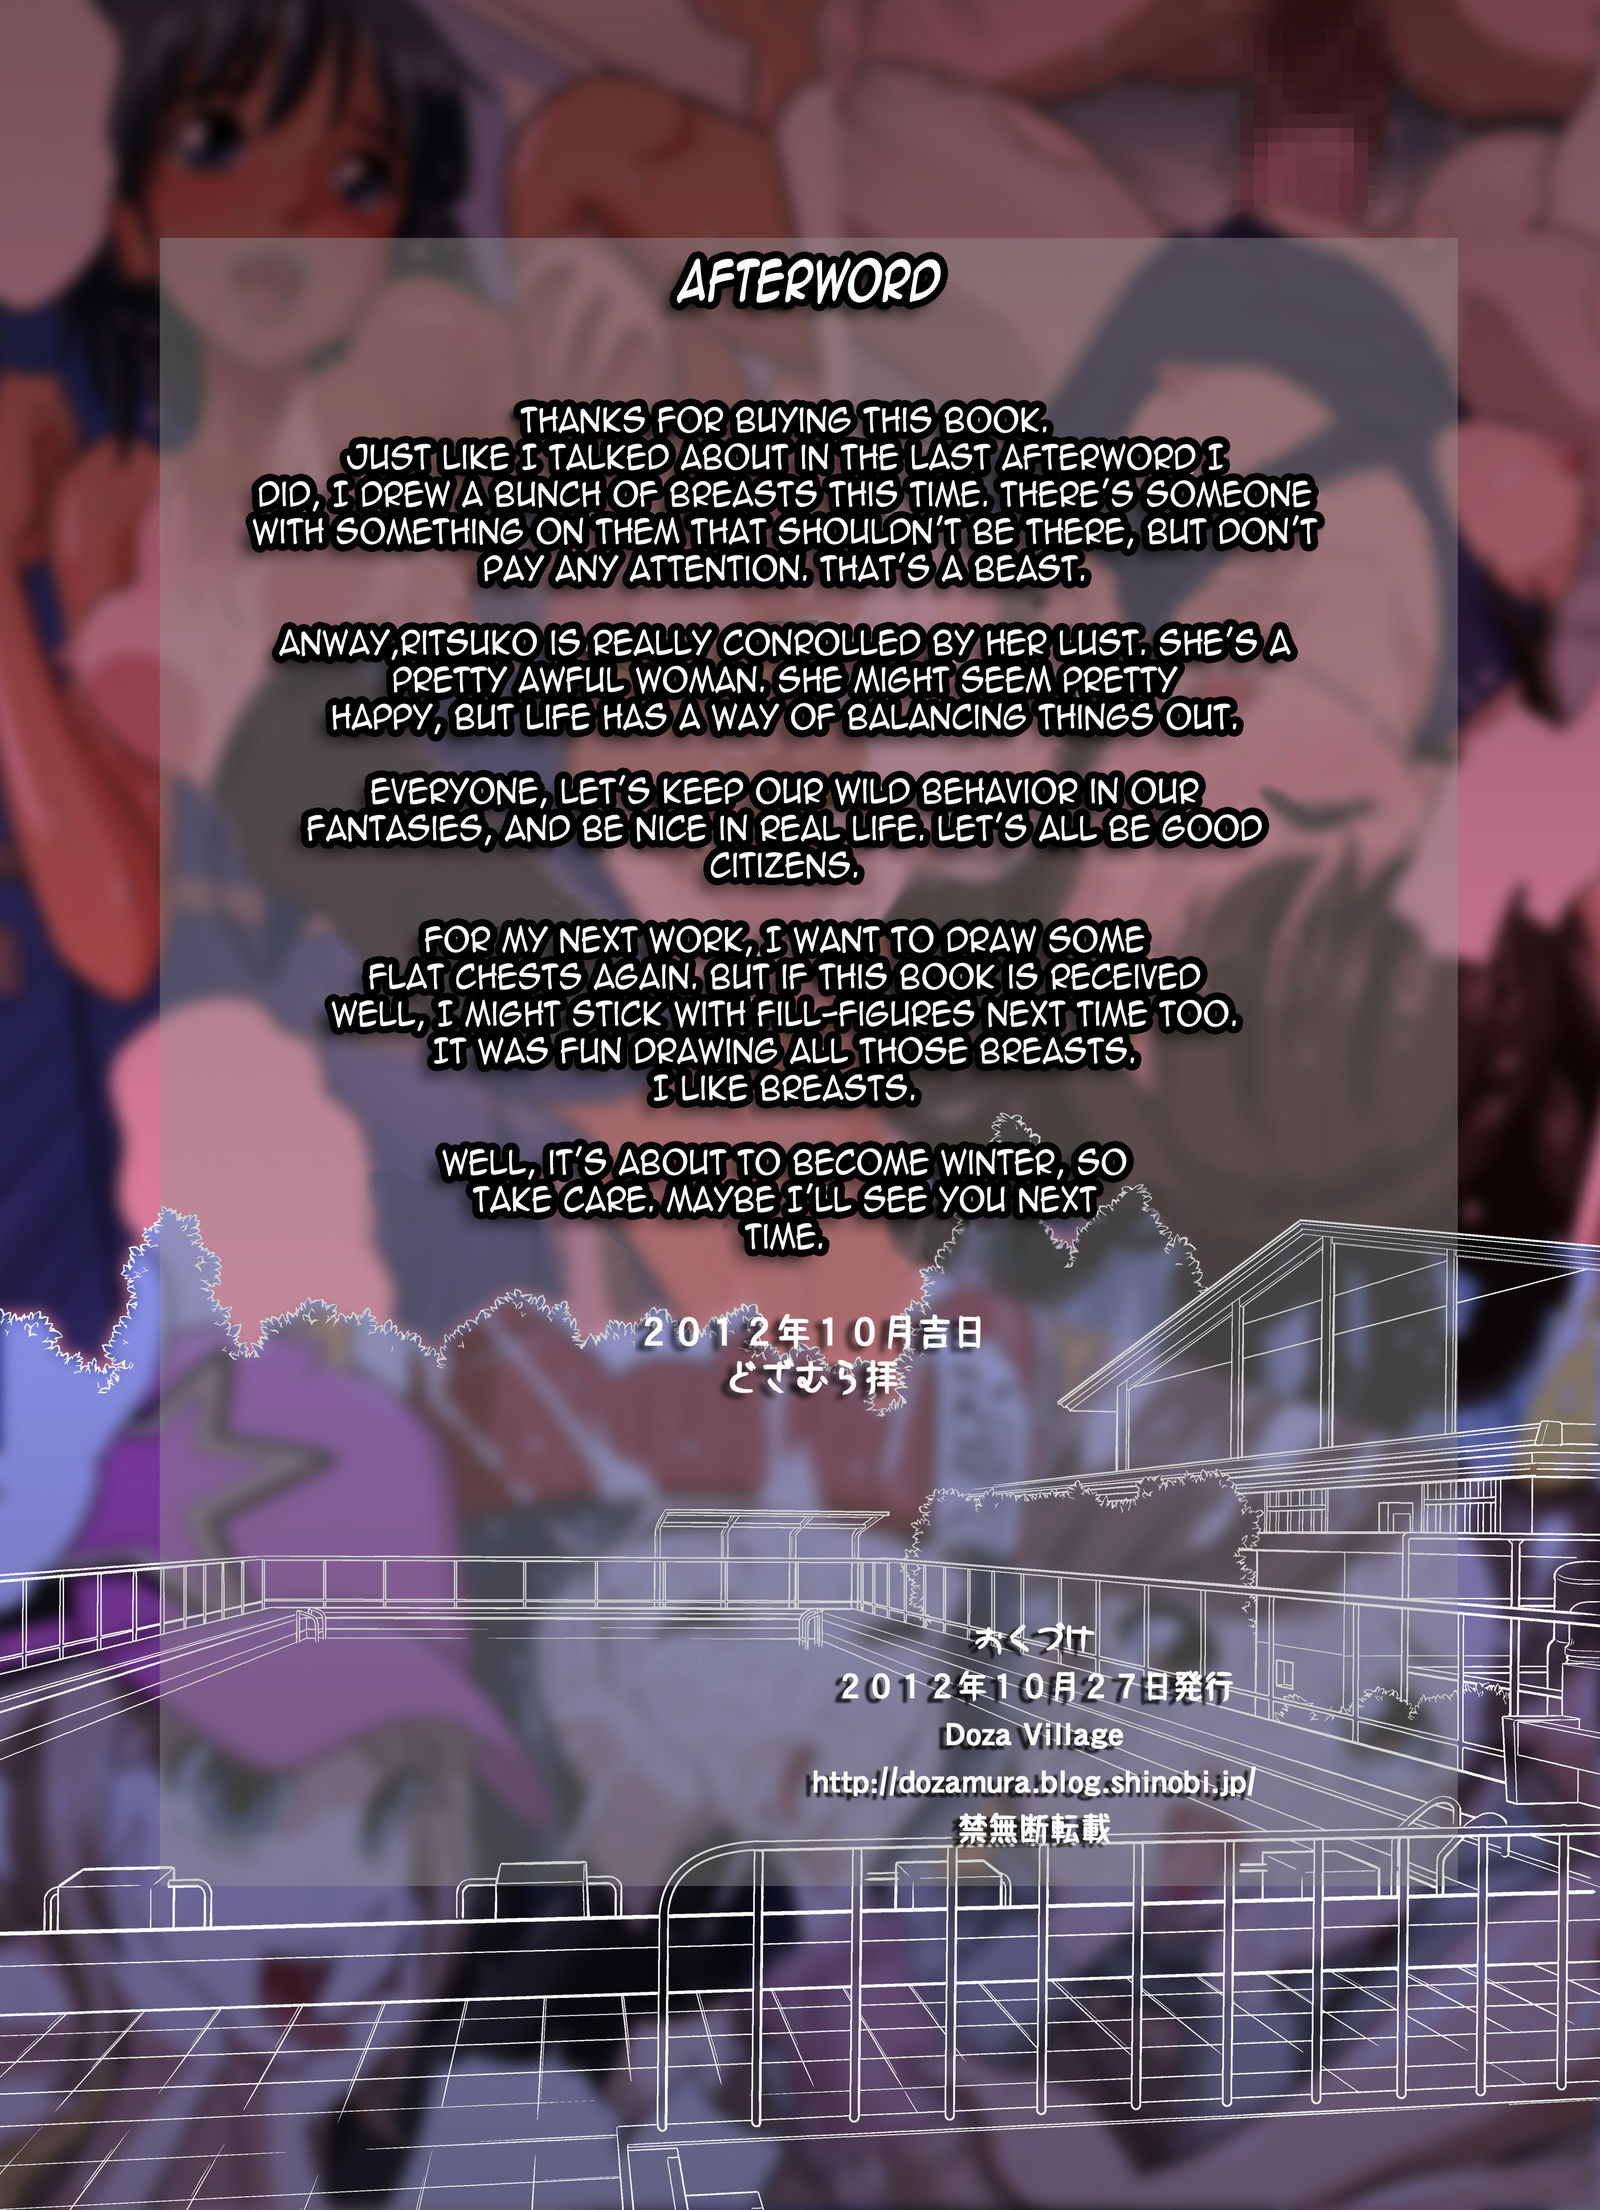 AFTERWORD
THANKS FOR BUYING THIS BOOK.
JUST LIKE I TALKED ABOUT IN THE LAST AFTERWORD I
DID, I DREW A BUNCH OF BREASTS THIS TIME. THERE'S SOMEONE
WITH SOMETHING ON THEM THAT SHOULDN'T BE THERE, BUT DON'T
PAY ANY ATTENTION. THAT'S A BEAST.
ANWAY,RITSUKO IS REALLY CONROLLED BY HER LUST. SHE'S A
PRETTY AWFUL WOMAN. SHE MIGHT SEEM PRETTY
HAPPY, BUT LIFE HAS A WAY OF BALANCING THINGS OUT.
EVERYONE, LET'S KEEP OUR WILD BEHAVIOR IN OUR
FANTASIES, AND BE NICE IN REAL LIFE. LET'S ALL BE GOOD
CITIZENS.
FOR MY NEXT WORK, I WANT TO DRAW SOME
FLAT CHESTS AGAIN. BUT IF THIS BOOK IS RECEIVED
WELL, I MIGHT STICK WITH FILL-FIGURES NEXT TIME TOO.
IT WAS FUN DRAWING ALL THOSE BREASTS.
I LIKE BREASTS.
WELL, IT'S ABOUT TO BECOME WINTER, SO
TAKE CARE. MAYBE I'LL SEE YOU NEXT
TIME.
２０１２年１０月吉日
どざむら拝
おくづけ
２０１２年１０月２７日発行
Doza Village
http://dozamura.blog.shinobi.jp/
禁無断転載